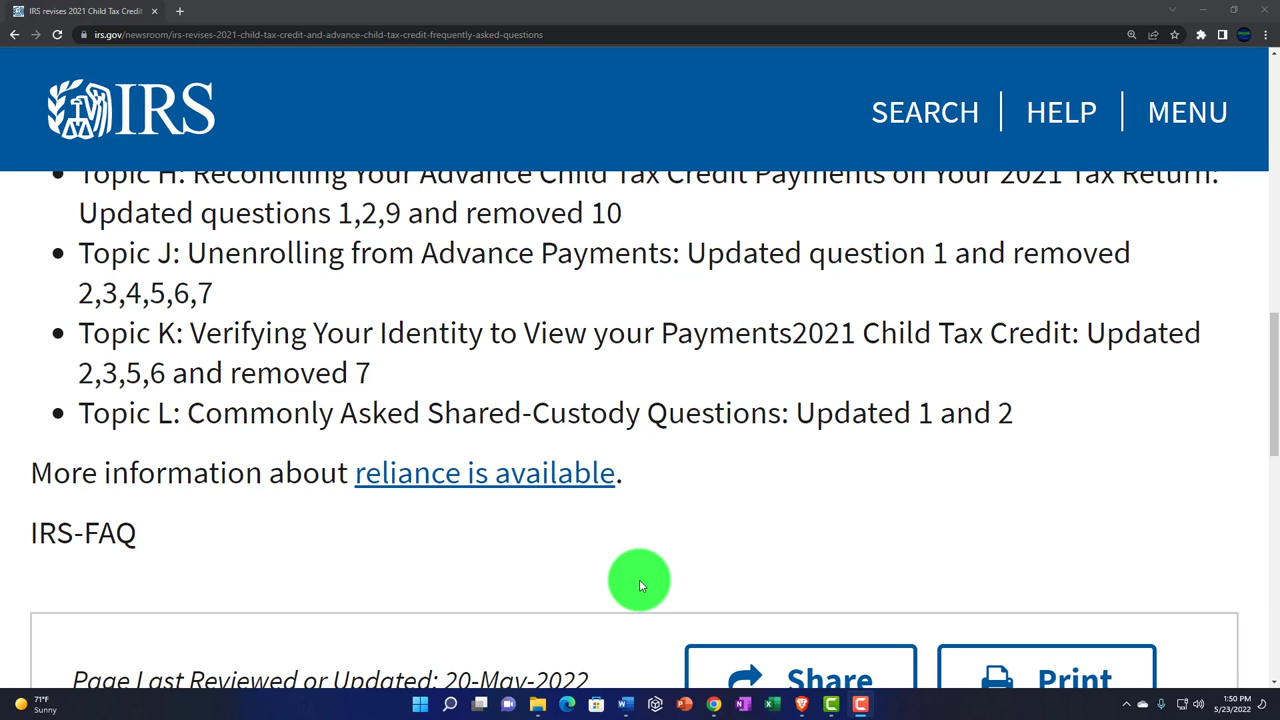 IRS revises 2021 Child Tax Credit
irs.gov/newsroom/irs-revises-2021-child-tax-credit-and-advance-child-tax-credit-frequently-asked-questions
IRS
SEARCH
HELP
MENU
Topic H: Reconciling Your Advance Child Tax Credit Payments on Your 2021 Tax Return:
Updated questions 1,2,9 and removed 10
Topic J: Unenrolling from Advance Payments: Updated question 1 and removed
2,3,4,5,6,7
Topic K: Verifying Your Identity to View your Payments2021 Child Tax Credit: Updated
2,3,5,6 and removed 7
Topic L: Commonly Asked Shared-Custody Questions: Updated 1 and 2
More information about reliance is available.
IRS-FAQ
Page Last Reviewed or Updated: 20-May-2022
Share
Print
71°F
Sunny
1:50 PM
5/23/2022